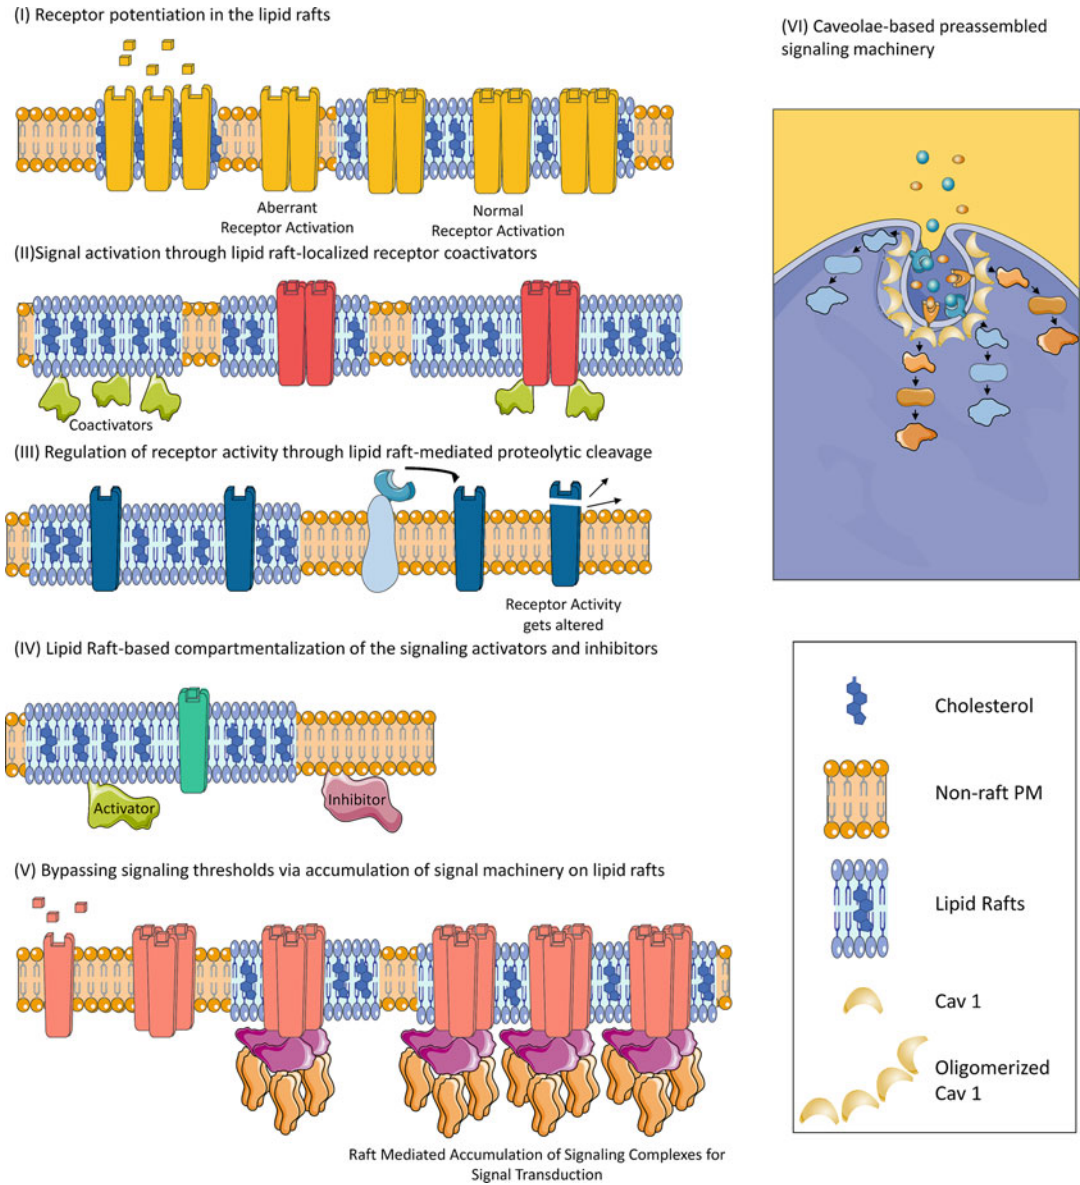 (I) Receptor potentiation in the lipid rafts
Aberrant
Receptor Activation
Normal
Receptor Activation
(II)Signal activation through lipid raft-localized receptor coactivators
Coactivators
(III) Regulation of receptor activity through lipid raft-mediated proteolytic cleavage
Receptor Activity
gets altered
(IV) Lipid Raft-based compartmentalization of the signaling activators and inhibitors
Activator
Inhibitor
(V) Bypassing signaling thresholds via accumulation of signal machinery on lipid rafts
Raft Mediated Accumulation of Signaling Complexes for
Signal Transduction
(VI) Caveolae-based preassembled
signaling machinery
Cholesterol
Non-raft PM
Lipid Rafts
Cav 1
Oligomerized
Cav 1